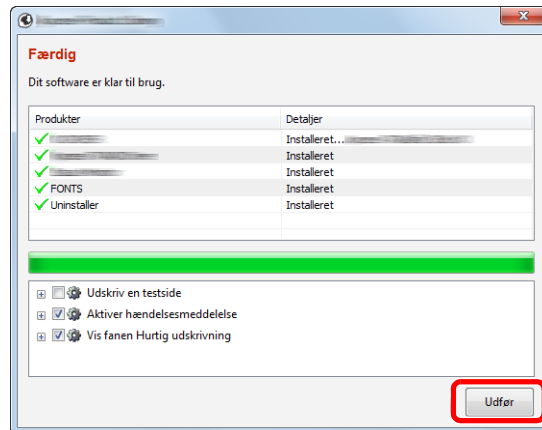 Færdig
Dit software er klar til brug.
Produkter Detaljer
Installeret...
Installeret
Installeret
FONTS Installeret
Uninstaller Installeret
Udskriv en testside
Aktiver hændelsesmeddelelse
Vis fanen Hurtig udskrivning
Udfør